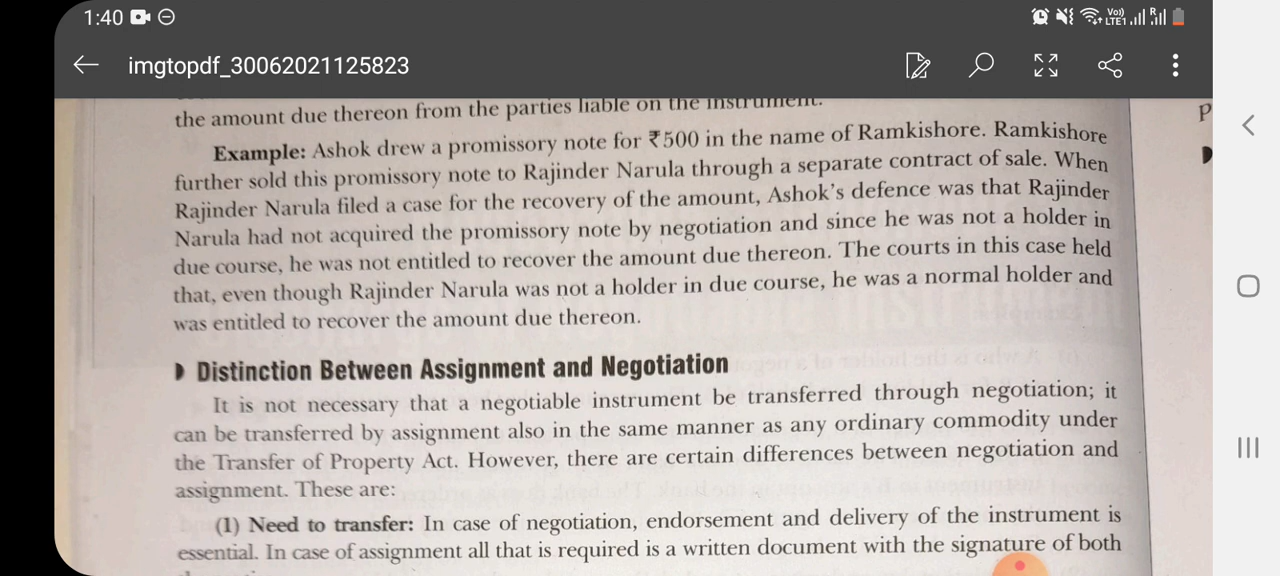 1:40
Vo))
LTE1
R
imgtopdf_30062021125823
the amount due thereon from the parties liable on the instrument.
P
Example: Ashok drew a promissory note for ₹500 in the name of Ramkishore. Ramkishore
further sold this promissory note to Rajinder Narula through a separate contract of sale. When
Rajinder Narula filed a case for the recovery of the amount, Ashok's defence was that Rajinder
Narula had not acquired the promissory note by negotiation and since he was not a holder in
due course, he was not entitled to recover the amount due thereon. The courts in this case held
that, even though Rajinder Narula was not a holder in due course, he was a normal holder and
was entitled to recover the amount due thereon.
Distinction Between Assignment and Negotiation
It is not necessary that a negotiable instrument be transferred through negotiation; it
can be transferred by assignment also in the same manner as any ordinary commodity under
the Transfer of Property Act. However, there are certain differences between negotiation and
assignment. These are:
(1) Need to transfer: In case of negotiation, endorsement and delivery of the instrument is
essential. In case of assignment all that is required is a written document with the signature of both